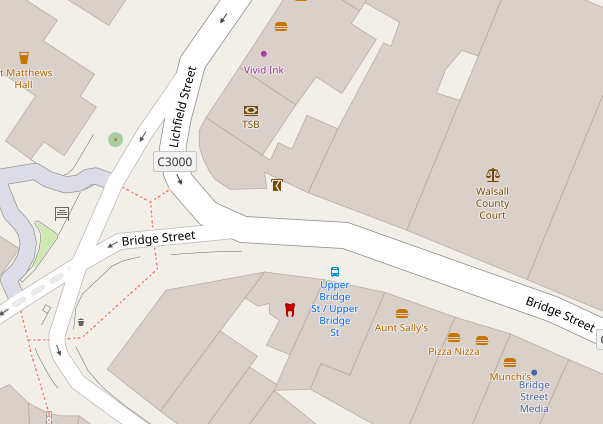 Vivid Ink
t Matthews
Hall
Lichfield Street
TSB
C3000
Walsall
County
Court
Bridge Street
Upper
Bridge
St / Upper
Bridge
St
Bridge Street
Aunt Sally's
Pizza Nizza
Munchi's
Bridge
Street
Media